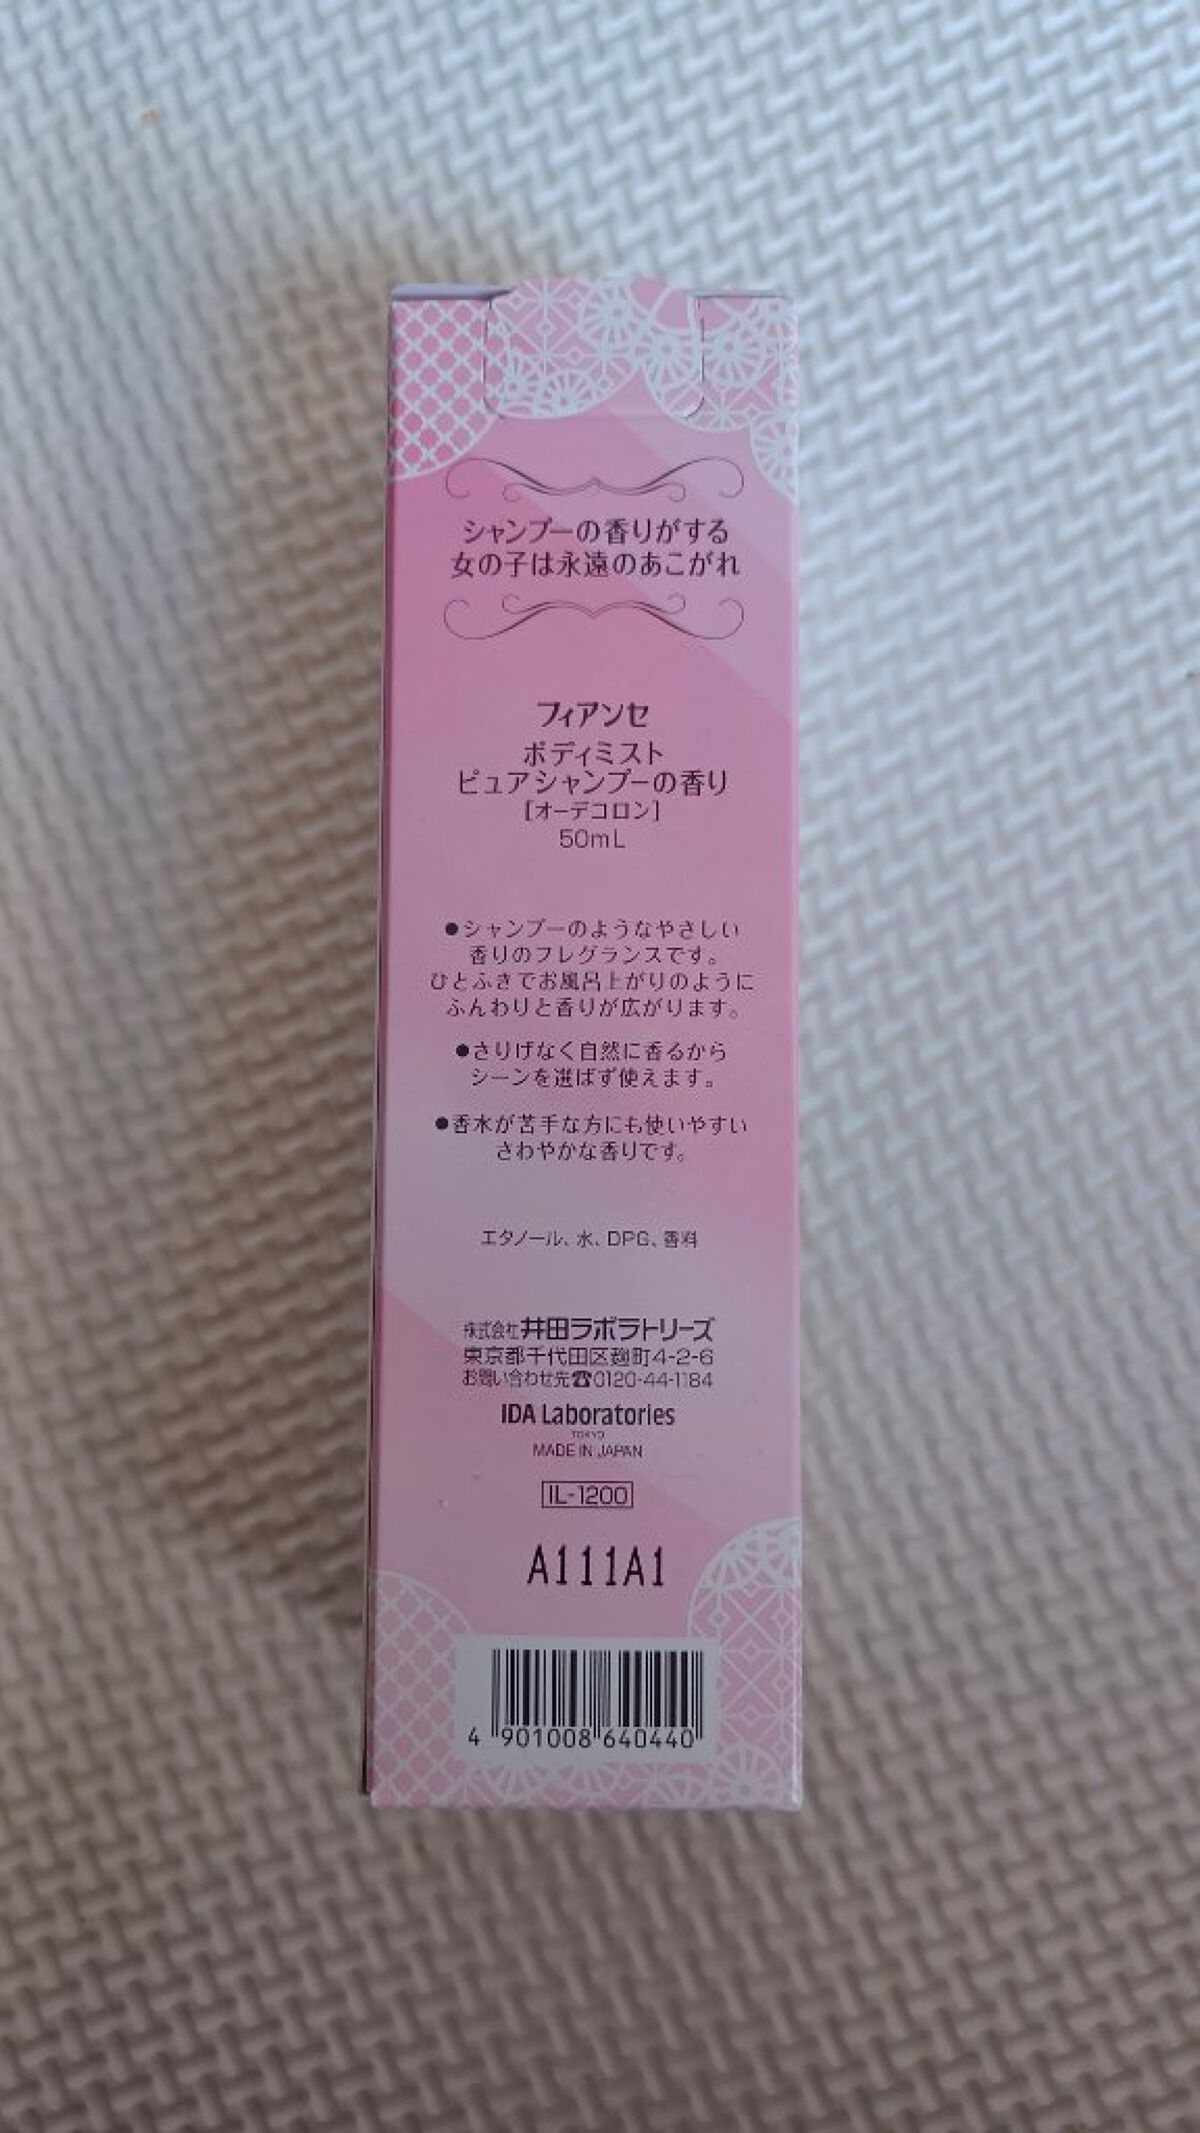 シャンプーの香りがする
女の子は永遠のあこがれ
フィアンセ
ボディミスト
ピュアシャンプーの香り
[オーデコロン]
50mL
●シャンプーのようなやさしい
香りのフレグランスです。
ひとふきでお風呂上がりのように
ふんわりと香りが広がります。
●さりげなく自然に香るから
シーンを選ばず使えます。
●香水が苦手な方にも使いやすい
さわやかな香りです。
エタノール、水、DPG、香料
株式会社井田ラボラトリーズ
東京都千代田区麹町4-2-6
お問い合わせ先☎0120-44-1184
IDA Laboratories
TOKYO
MADE IN JAPAN
IL-1200
A111A1
4 901008 640440